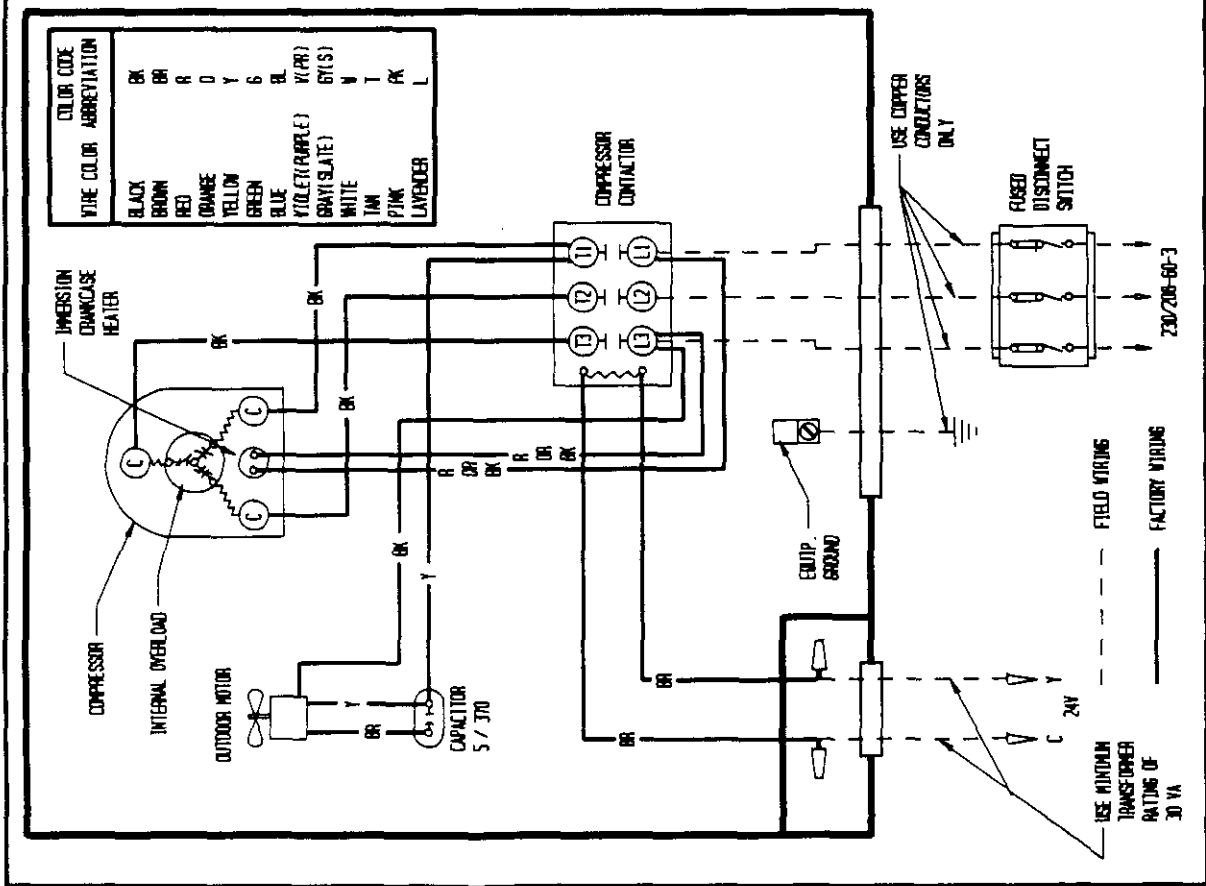 COLOR CODE
WIRE COLOR ABBREVIATION
BLACK BK
BROWN BR
RED R
ORANGE O
YELLOW Y
GREEN G
BLUE BL
VIOLET(PURPLE) V(PR)
GRAY(SLATE) GY(S)
WHITE W
TAN T
PINK PK
LAVENDER L
IMMERSION
CRANKCASE
HEATER
COMPRESSOR
INTERNAL OVERLOAD
C
C
C
BK
BK
BK
R
OR
BK
R
OR
BK
BK
Y
OUTDOOR MOTOR
BR
Y
CAPACITOR
5 / 370
COMPRESSOR
CONTACTOR
T3
T2
T1
L3
L2
L1
BR
BR
EQUIP.
GROUND
USE COPPER
CONDUCTORS
ONLY
FUSED
DISCONNECT
SWITCH
230/208-60-3
C
24V
Y
USE MINIMUM
TRANSFORMER
RATING OF
30 VA
FIELD WIRING
FACTORY WIRING